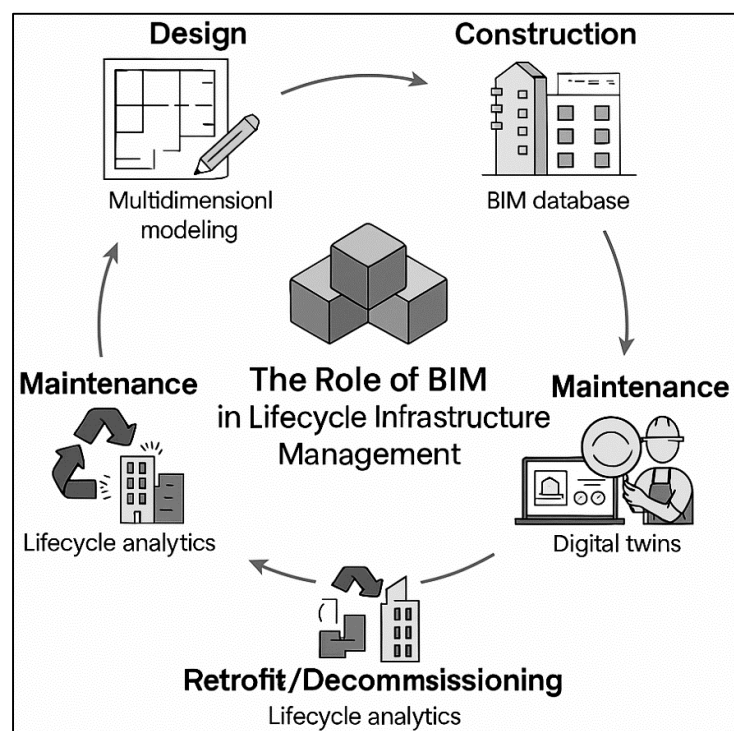 Design
Multidimensionl
modeling
Construction
BIM database
The Role of BIM
in Lifecycle Infrastructure
Management
Maintenance
Digital twins
Retrofit/Decommsissioning
Lifecycle analytics
Maintenance
Lifecycle analytics